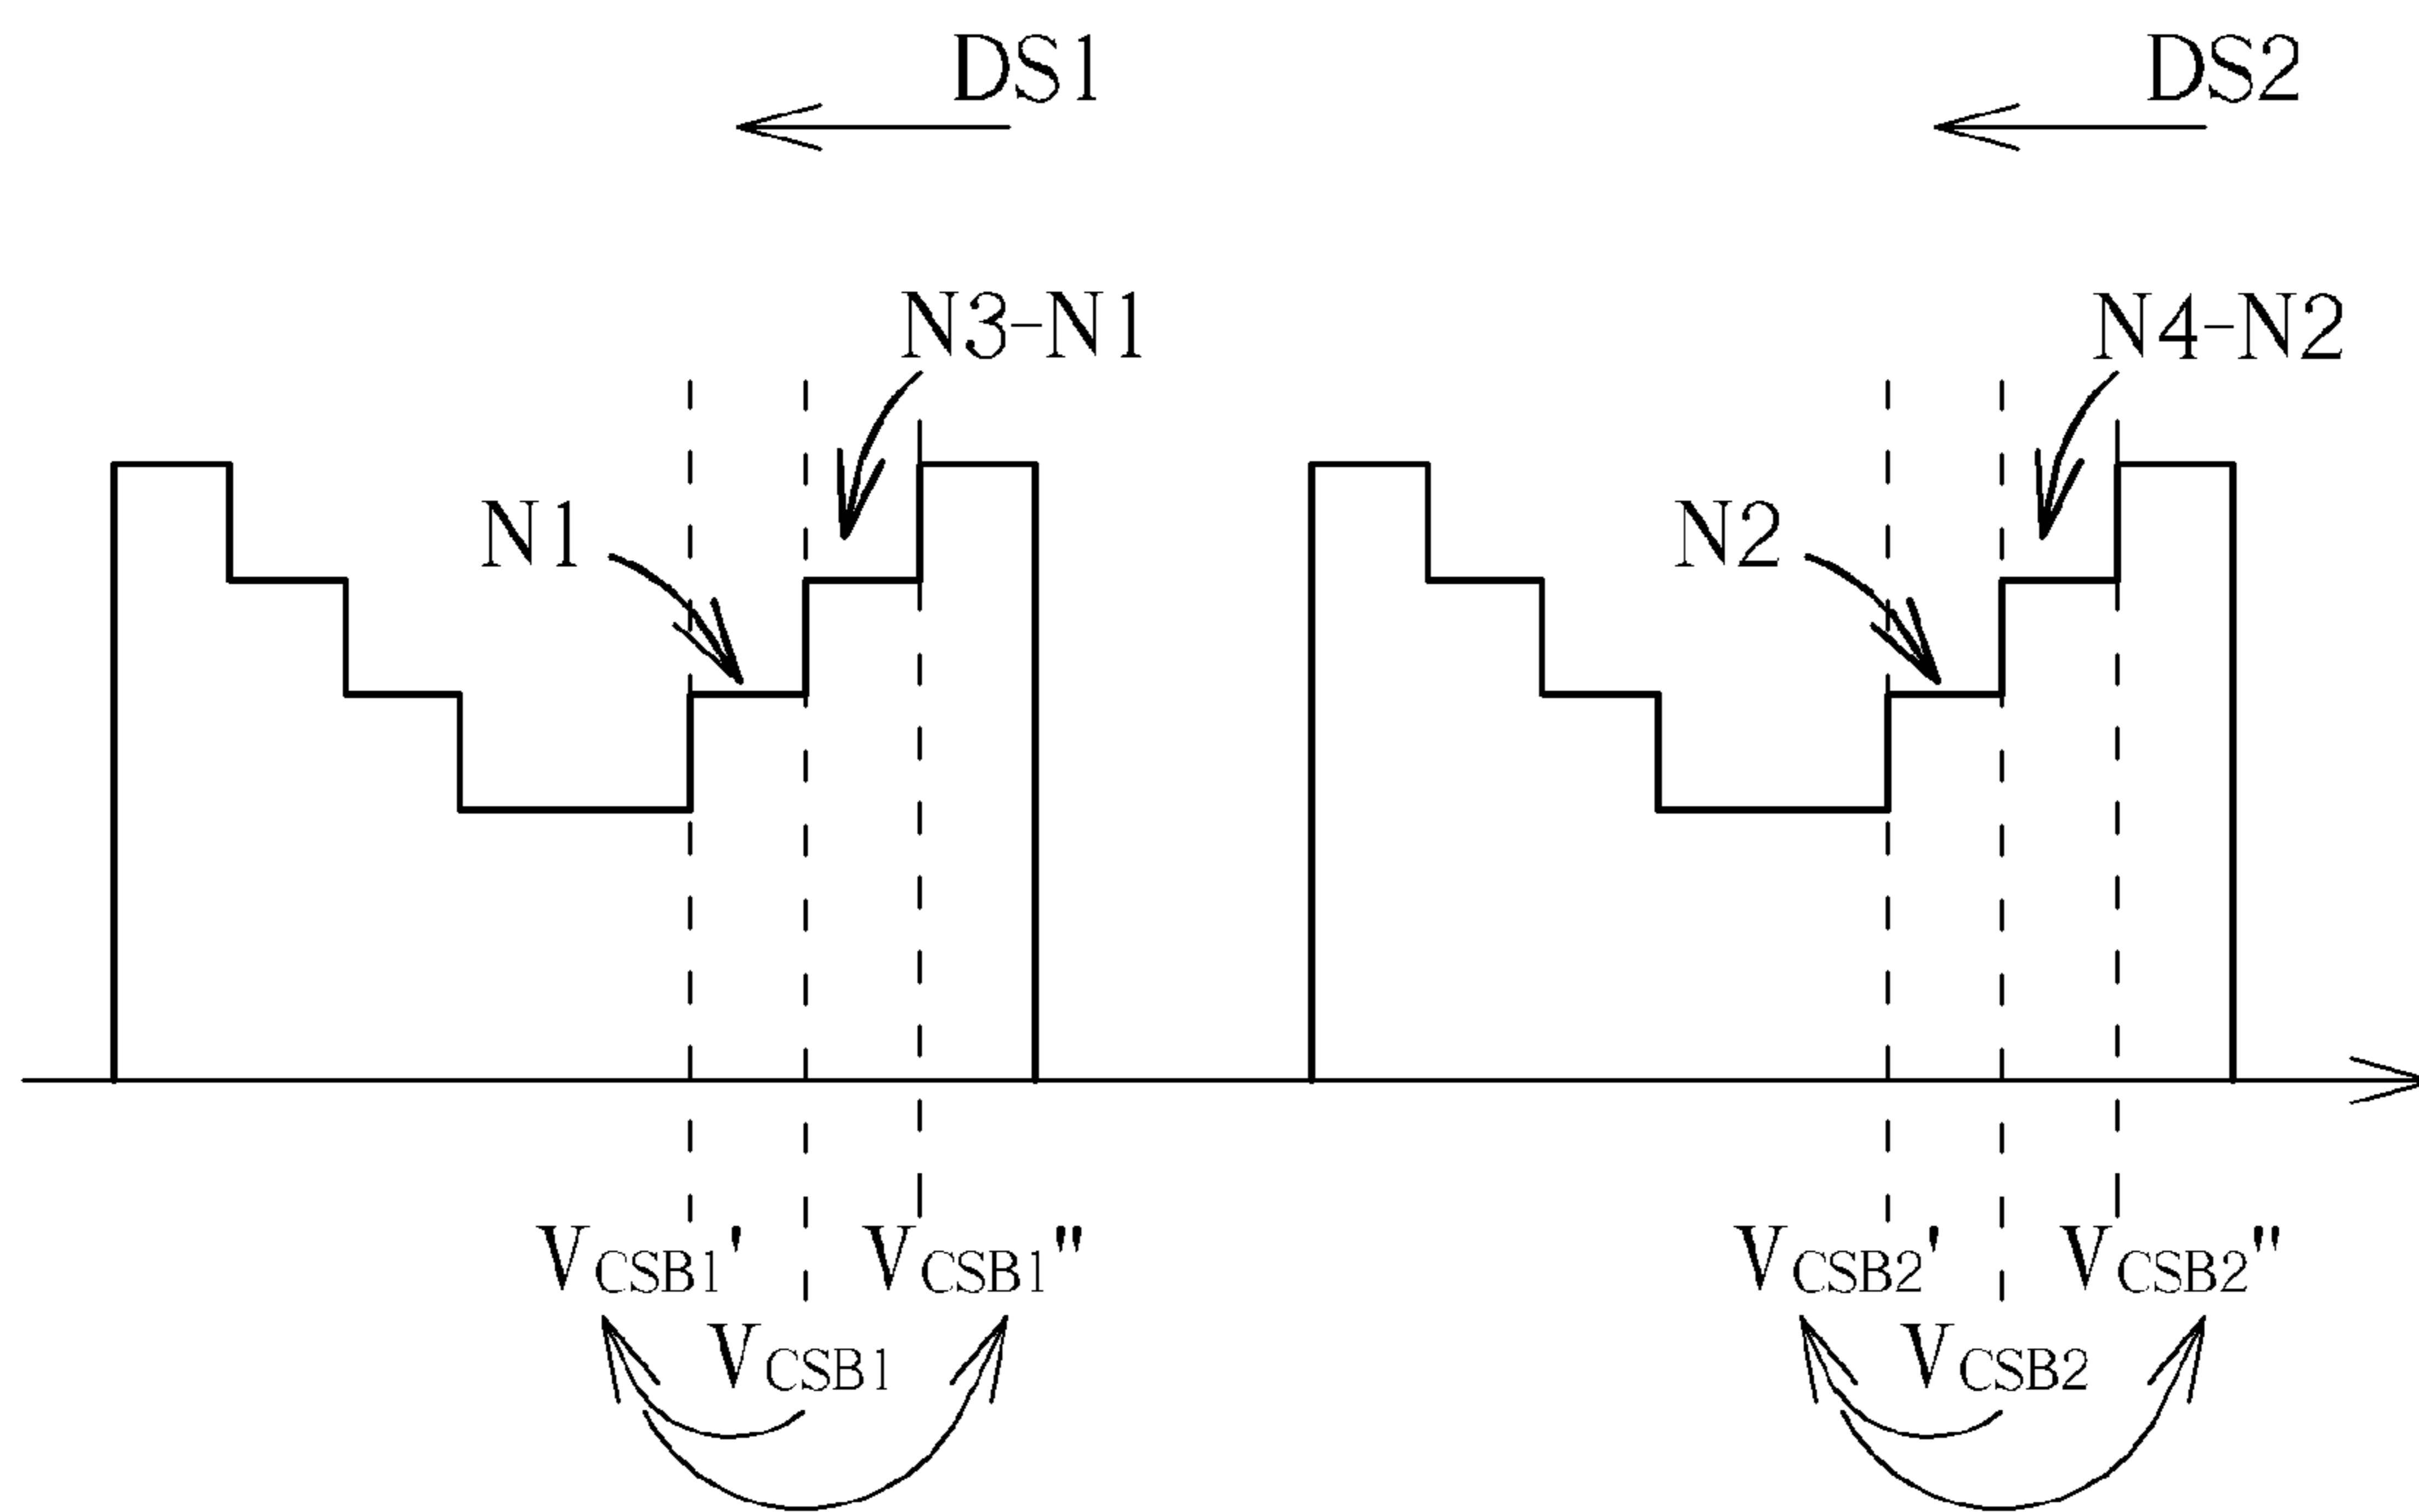 DS1 DS2
N3-N1 N4-N2
N1 N2
VCSB1' VCSB1" VCSB2' VCSB2"
VCSB1 VCSB2